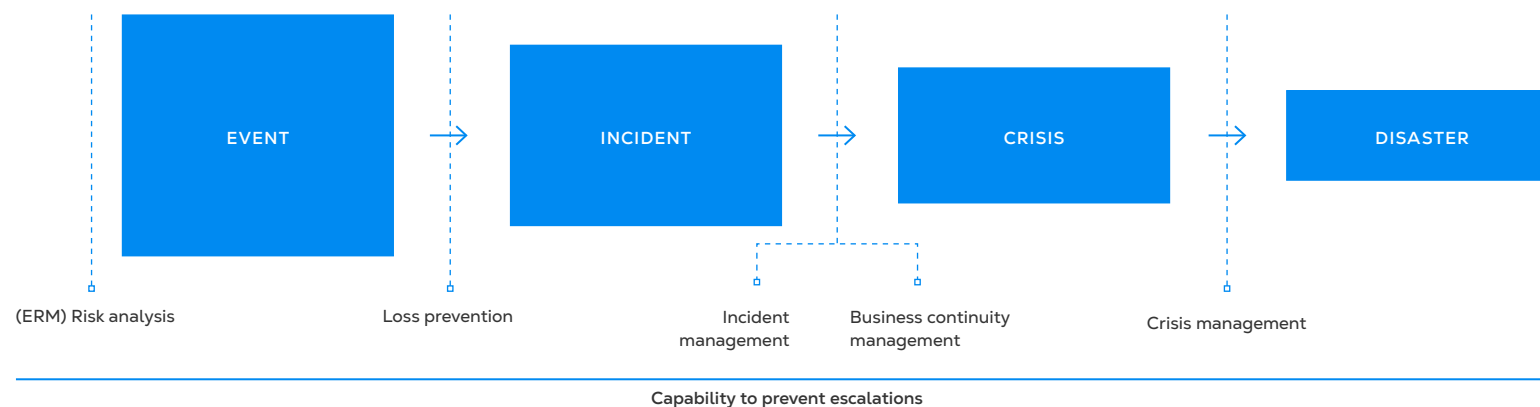 EVENT
INCIDENT
CRISIS
DISASTER
(ERM) Risk analysis
Loss prevention
Incident
management
Business continuity
management
Crisis management
Capability to prevent escalations